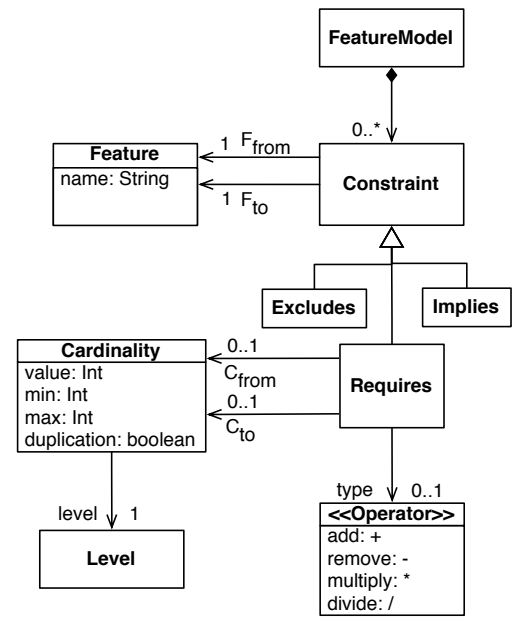 FeatureModel
0..*
1 Ffrom
Feature
name: String
Constraint
1 Fto
Excludes
Implies
Cardinality
value: Int
min: Int
max: Int
duplication: boolean
0..1
Cfrom
0..1
Cto
Requires
level 1
type 0..1
Level
<<Operator>>
add: +
remove: -
multiply: *
divide: /